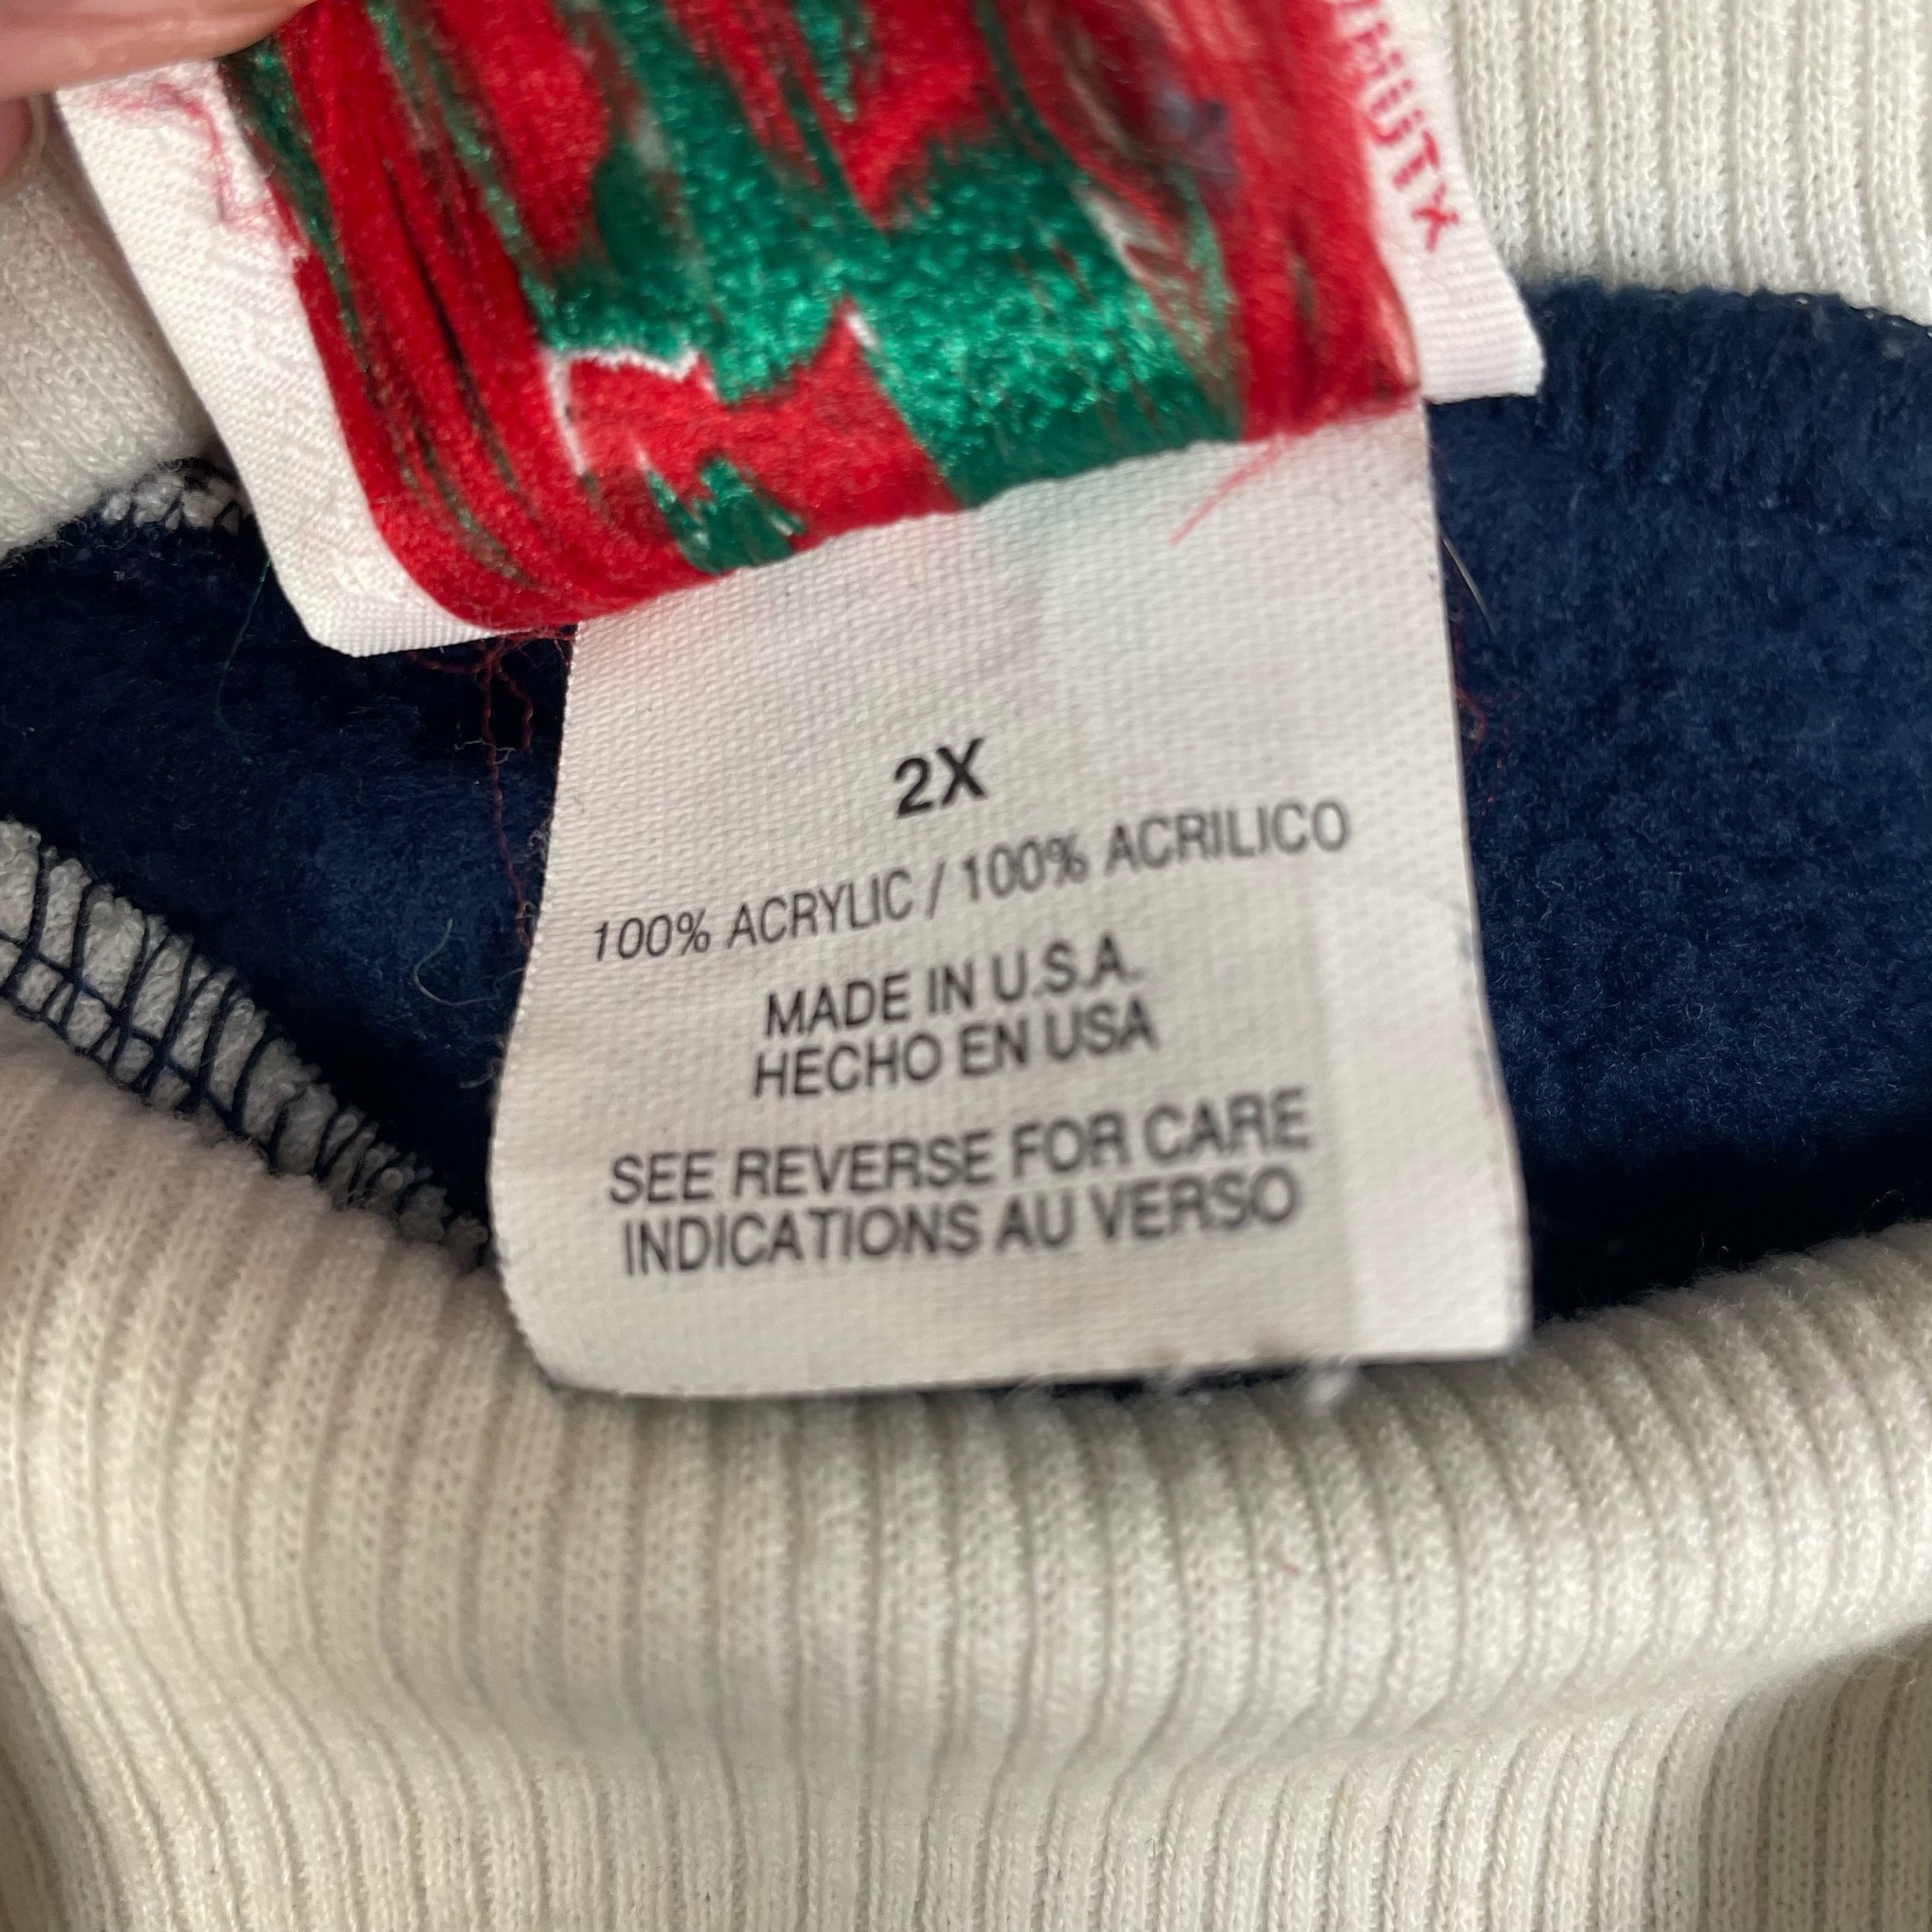 2X
100% ACRYLIC / 100% ACRILICO
MADE IN U.S.A.
HECHO EN USA
SEE REVERSE FOR CARE
INDICATIONS AU VERSO